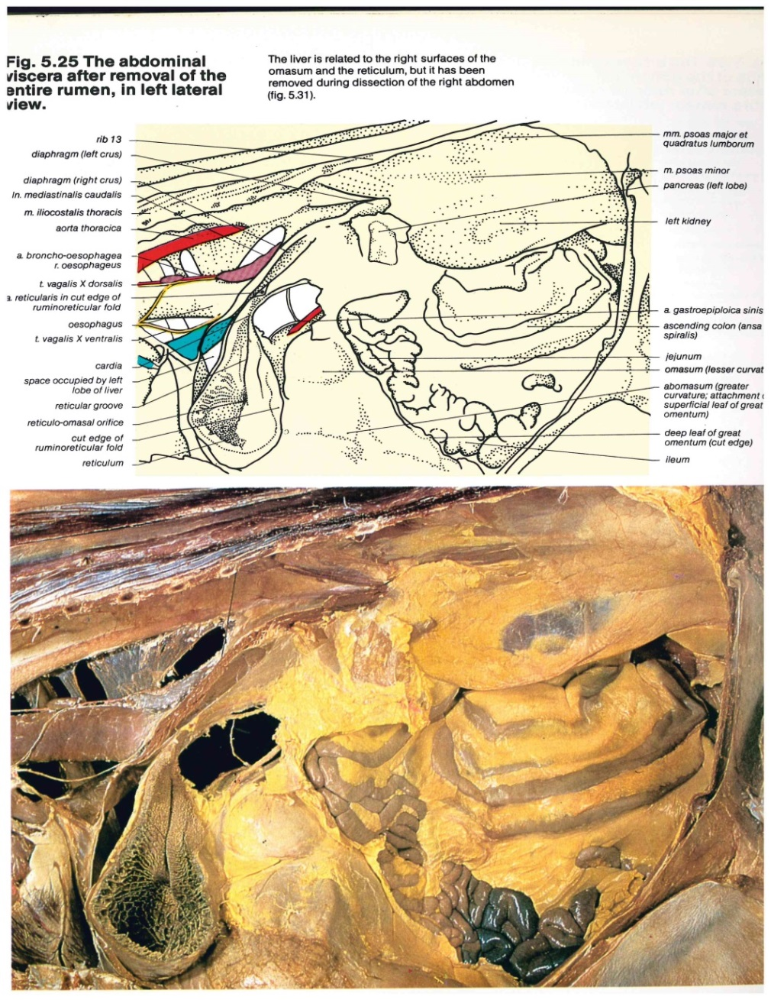 Fig. 5.25 The abdominal
viscera after removal of the
entire rumen, in left lateral
view.
The liver is related to the right surfaces of the
omasum and the reticulum, but it has been
removed during dissection of the right abdomen
(fig. 5.31).
rib 13
diaphragm (left crus)
diaphragm (right crus)
ln. mediastinalis caudalis
m. iliocostalis thoracis
aorta thoracica
a. broncho-oesophagea
r. oesophageus
t. vagalis X dorsalis
a. reticularis in cut edge of
ruminoreticular fold
oesophagus
t. vagalis X ventralis
cardia
space occupied by left
lobe of liver
reticular groove
reticulo-omasal orifice
cut edge of
ruminoreticular fold
reticulum
mm. psoas major et
quadratus lumborum
m. psoas minor
pancreas (left lobe)
left kidney
a. gastroepiploica sinis
ascending colon (ansa
spiralis)
jejunum
omasum (lesser curvat
abomasum (greater
curvature; attachment
superficial leaf of great
omentum)
deep leaf of great
omentum (cut edge)
ileum